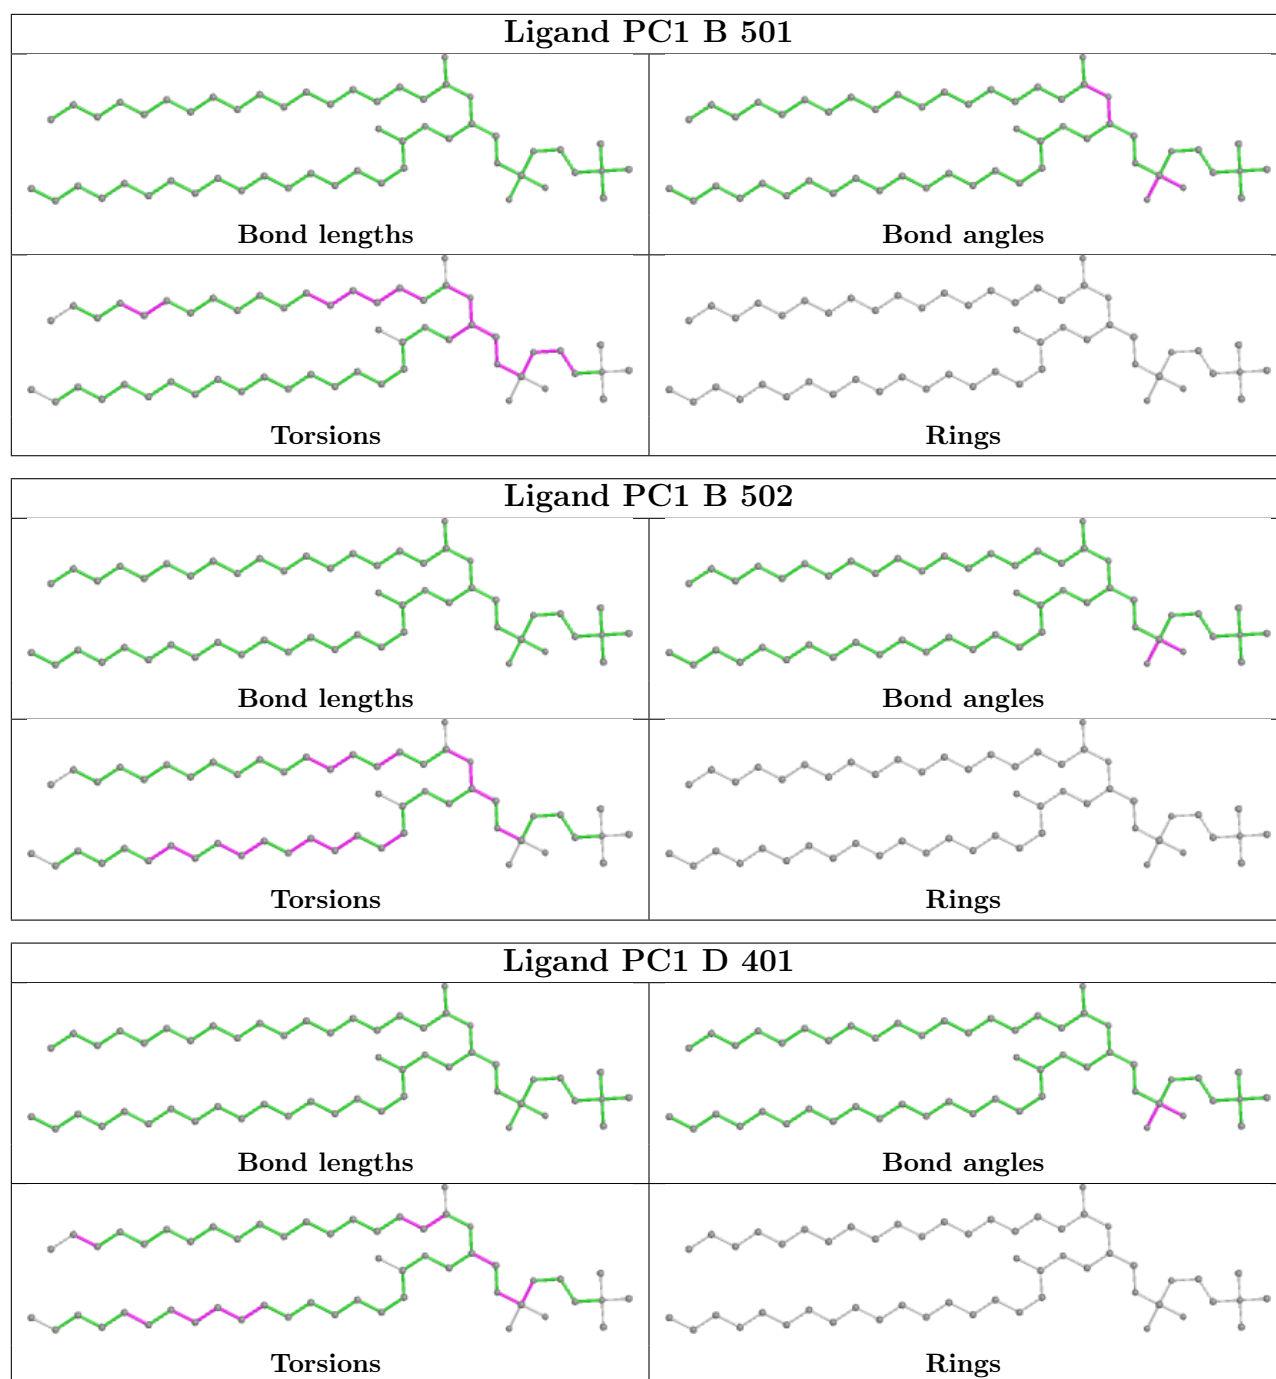 Ligand PC1 B 501
Bond lengths
Bond angles
Torsions
Rings
Ligand PC1 B 502
Bond lengths
Bond angles
Torsions
Rings
Ligand PC1 D 401
Bond lengths
Bond angles
Torsions
Rings